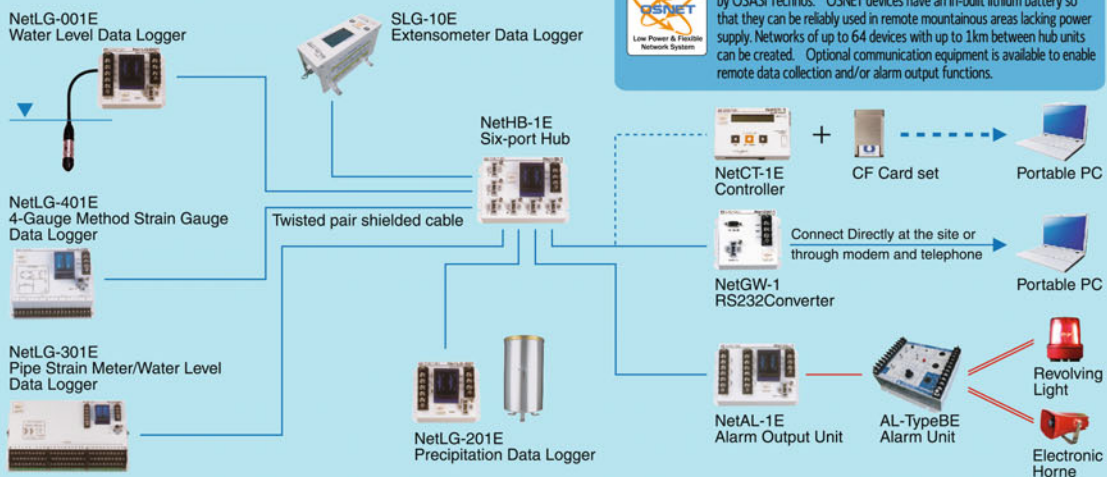 NetLG-001E
Water Level Data Logger
SLG-10E
Extensometer Data Logger
OSNET
Low Power & Flexible
Network System
by OSASI Technos. OSNET devices have an in-built lithium battery so
that they can be reliably used in remote mountainous areas lacking power
supply. Networks of up to 64 devices with up to 1km between hub units
can be created. Optional communication equipment is available to enable
remote data collection and/or alarm output functions.
NetHB-1E
Six-port Hub
NetCT-1E
Controller
+
CF Card set
Portable PC
NetLG-401E
4-Gauge Method Strain Gauge
Data Logger
Twisted pair shielded cable
Connect Directly at the site or
through modem and telephone
NetGW-1
RS232Converter
Portable PC
NetLG-301E
Pipe Strain Meter/Water Level
Data Logger
NetLG-201E
Precipitation Data Logger
NetAL-1E
Alarm Output Unit
AL-TypeBE
Alarm Unit
Revolving
Light
Electronic
Horne